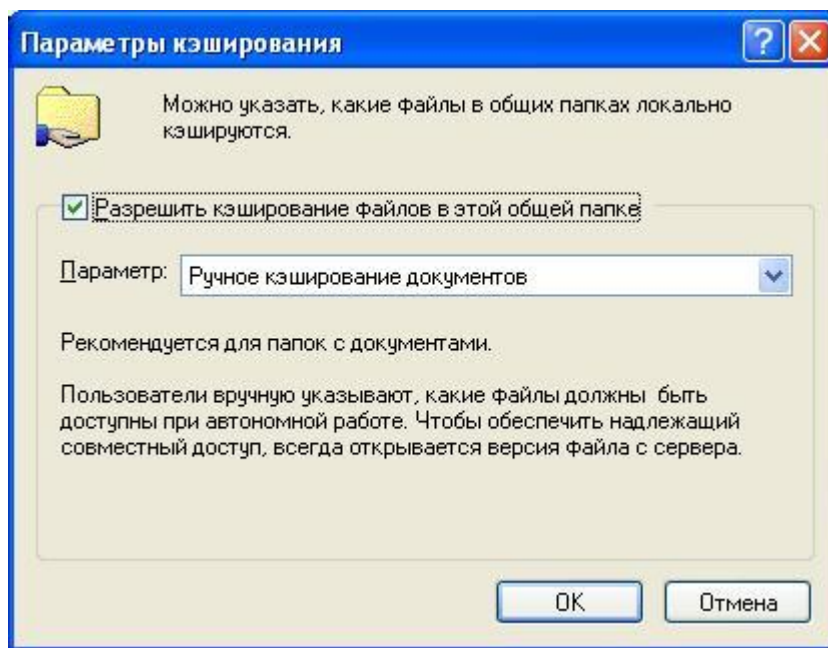 Параметры кэширования
Можно указать, какие файлы в общих папках локально
кэшируются.
Разрешить кэширование файлов в этой общей папке
Параметр: Ручное кэширование документов
Рекомендуется для папок с документами.
Пользователи вручную указывают, какие файлы должны быть
доступны при автономной работе. Чтобы обеспечить надлежащий
совместный доступ, всегда открывается версия файла с сервера.
OK Отмена